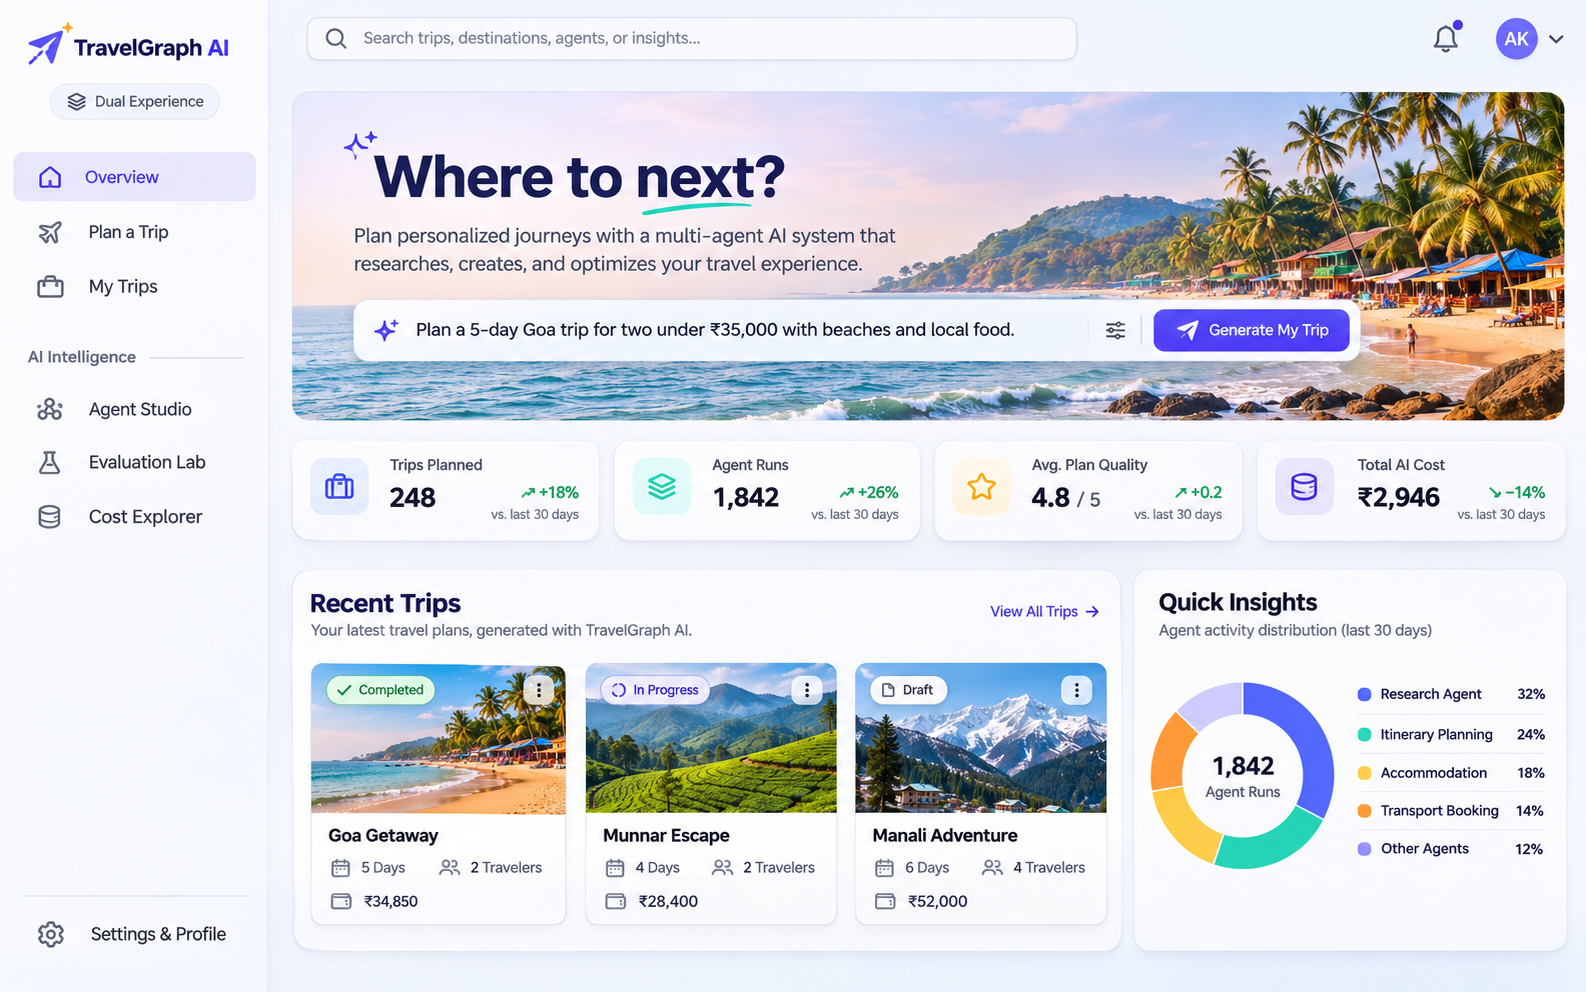 TravelGraph AI
Dual Experience
Overview
Plan a Trip
My Trips
AI Intelligence
Agent Studio
Evaluation Lab
Cost Explorer
Settings & Profile
Search trips, destinations, agents, or insights...
AK
Where to next?
Plan personalized journeys with a multi-agent AI system that
researches, creates, and optimizes your travel experience.
Plan a 5-day Goa trip for two under ₹35,000 with beaches and local food.
Generate My Trip
Trips Planned
248
+18%
vs. last 30 days
Agent Runs
1,842
+26%
vs. last 30 days
Avg. Plan Quality
4.8 / 5
+0.2
vs. last 30 days
Total AI Cost
₹2,946
−14%
vs. last 30 days
Recent Trips
Your latest travel plans, generated with TravelGraph AI.
View All Trips →
Completed
Goa Getaway
5 Days
2 Travelers
₹34,850
In Progress
Munnar Escape
4 Days
2 Travelers
₹28,400
Draft
Manali Adventure
6 Days
4 Travelers
₹52,000
Quick Insights
Agent activity distribution (last 30 days)
1,842
Agent Runs
Research Agent 32%
Itinerary Planning 24%
Accommodation 18%
Transport Booking 14%
Other Agents 12%